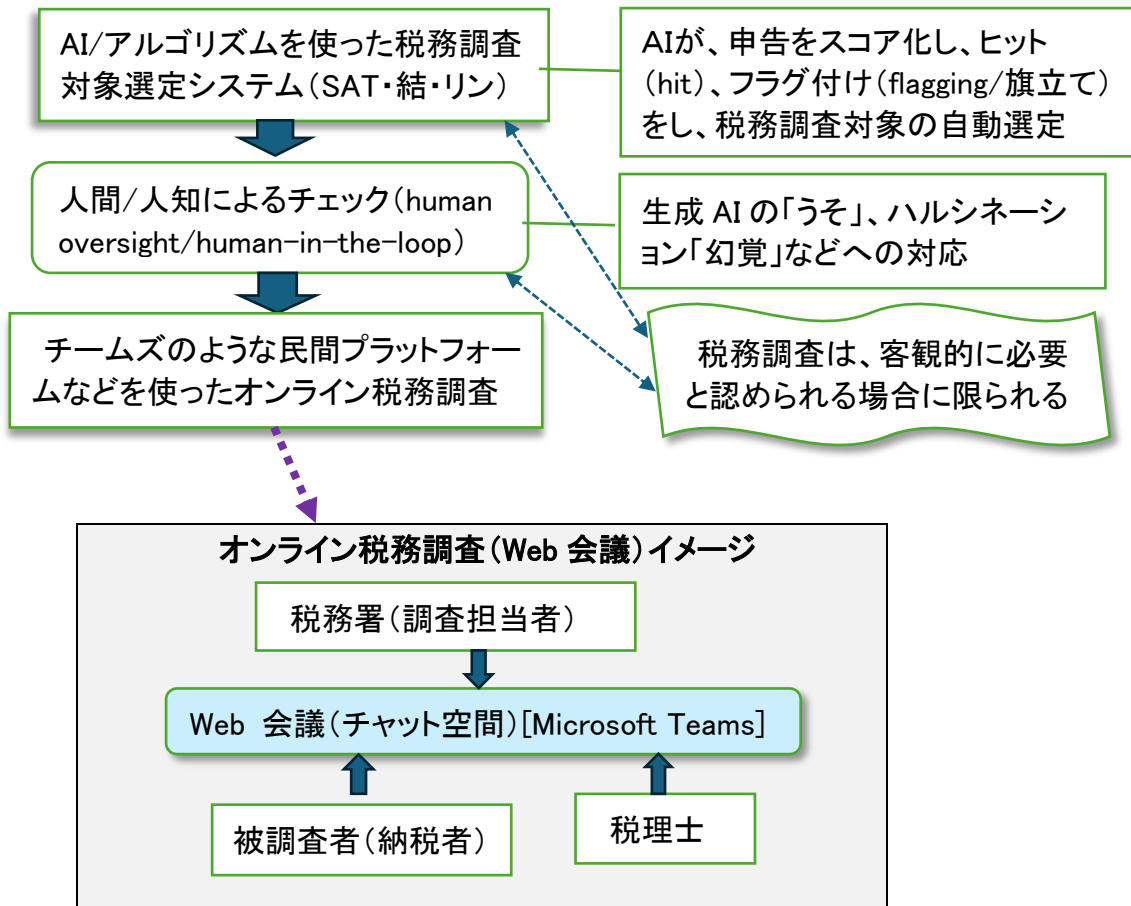 AI/アルゴリズムを使った税務調査
対象選定システム(SAT・結・リン)
AIが、申告をスコア化し、ヒット
(hit)、フラグ付け(flagging/旗立て)
をし、税務調査対象の自動選定
人間/人知によるチェック(human
oversight/human-in-the-loop)
生成 AI の「うそ」、ハルシネーシ
ョン「幻覚」などへの対応
チームズのような民間プラットフォー
ムなどを使ったオンライン税務調査
税務調査は、客観的に必要
と認められる場合に限られる
オンライン税務調査(Web 会議)イメージ
税務署(調査担当者)
Web 会議(チャット空間)[Microsoft Teams]
被調査者(納税者)
税理士